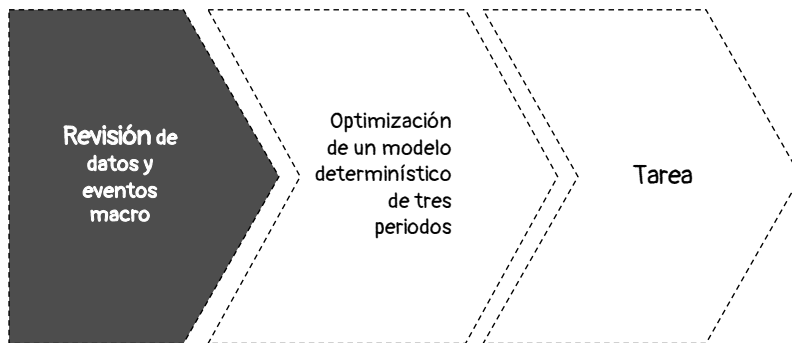 Revisión de
datos y
eventos
macro
Optimización
de un modelo
determinístico
de tres
periodos
Tarea